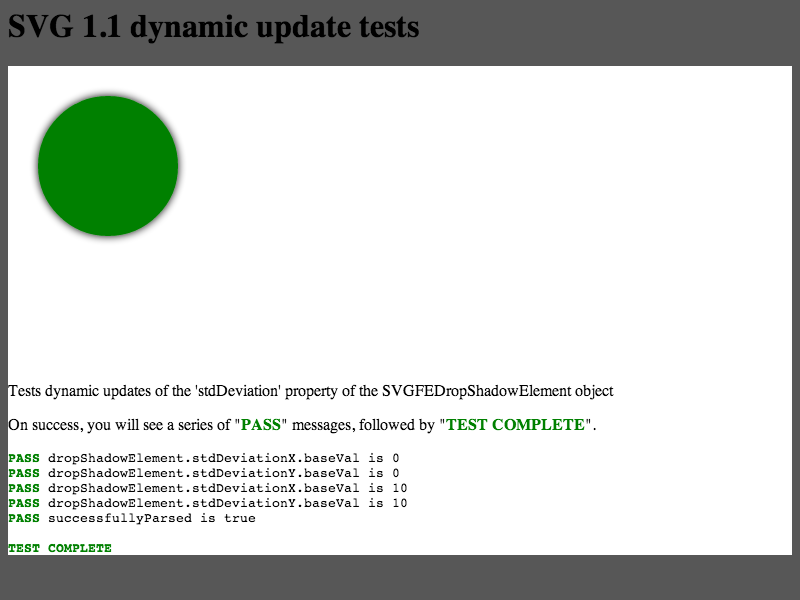 SVG 1.1 dynamic update tests
Tests dynamic updates of the 'stdDeviation' property of the SVGFEDropShadowElement object
On success, you will see a series of "PASS" messages, followed by "TEST COMPLETE".
PASS dropShadowElement.stdDeviationX.baseVal is 0
PASS dropShadowElement.stdDeviationY.baseVal is 0
PASS dropShadowElement.stdDeviationX.baseVal is 10
PASS dropShadowElement.stdDeviationY.baseVal is 10
PASS successfullyParsed is true
TEST COMPLETE